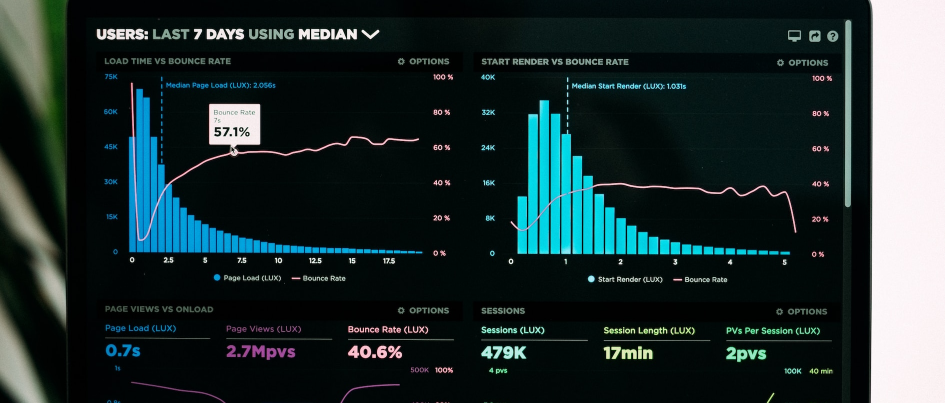 USERS: LAST 7 DAYS USING MEDIAN
LOAD TIME VS BOUNCE RATE
OPTIONS
75K
100 %
Median Page Load (LUX): 2.056s
60K
80 %
Bounce Rate
7s
57.1%
45K
60 %
30K
40 %
15K
20 %
0
0 %
0 2.5 5 7.5 10 12.5 15 17.5
Page Load (LUX) Bounce Rate
START RENDER VS BOUNCE RATE
OPTIONS
40K
100 %
Median Start Render (LUX): 1.031s
32K
80 %
24K
60 %
16K
40 %
8K
20 %
0
0 %
0 1 2 3 4 5
Start Render (LUX) Bounce Rate
PAGE VIEWS VS ONLOAD
OPTIONS
Page Load (LUX) Page Views (LUX) Bounce Rate (LUX)
0.7s 2.7Mpvs 40.6%
1s 500K 100%
SESSIONS
OPTIONS
Sessions (LUX) Session Length (LUX) PVs Per Session (LUX)
479K 17min 2pvs
4 pvs 100K 40 min